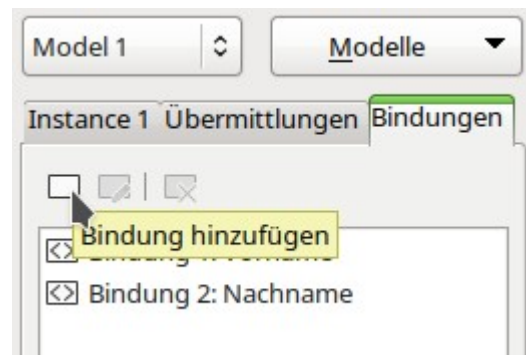 Model 1 Modelle
Instance 1 Übermittlungen Bindungen
Bindung hinzufügen
Bindung 2: Nachname